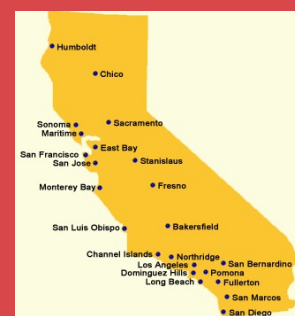 Humboldt
Chico
Sacramento
Sonoma
Maritime
East Bay
San Francisco
Stanislaus
San Jose
Fresno
Monterey Bay
Bakersfield
San Luis Obispo
Channel Islands
Northridge
San Bernardino
Los Angeles
Dominguez Hills
Pomona
Long Beach
Fullerton
San Marcos
San Diego